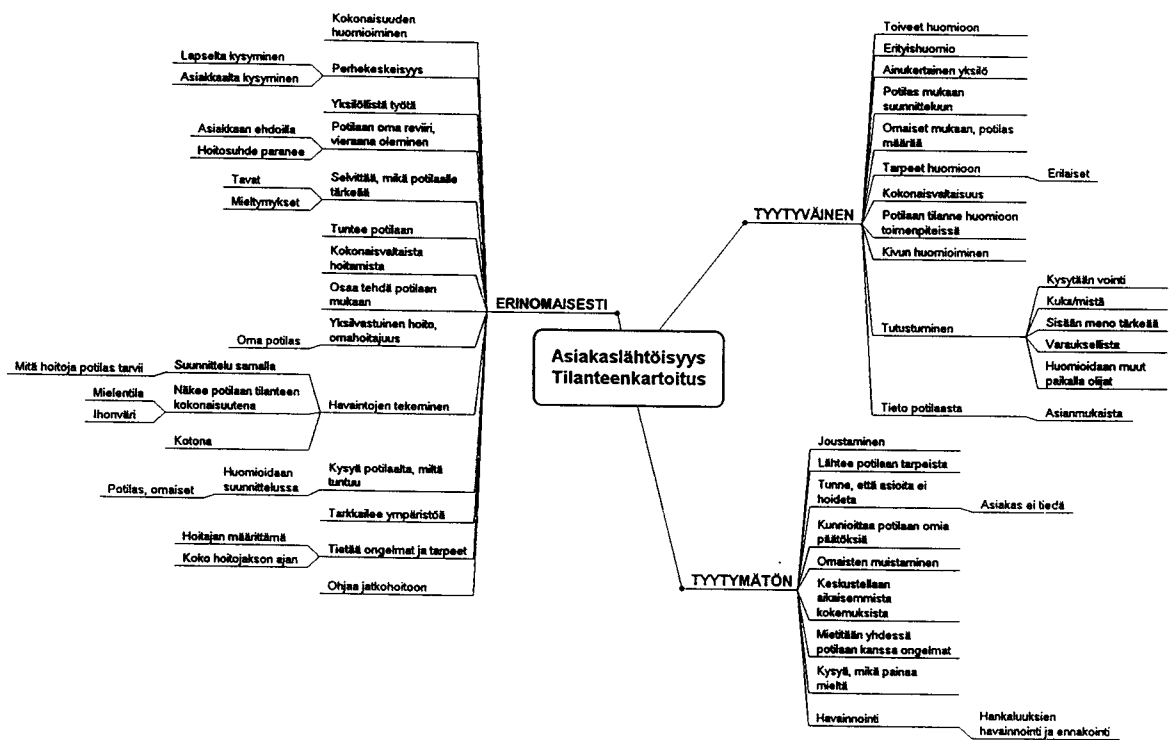 Asiakaslähtöisyys
Tilanteenkartoitus
ERINOMAISESTI
Kokonaisuuden
huomioiminen
Perhekeskeisyys
Lapselta kysyminen
Asiakkaalta kysyminen
Yksilöllistä työtä
Potilaan oma reviiri,
vieraana oleminen
Asiakkaan ehdoilla
Hoitosuhde paranee
Selvittää, mikä potilaalle
tärkeää
Tavat
Mieltymykset
Tuntee potilaan
Kokonaisvaltaista
hoitamista
Osaa tehdä potilaan
mukaan
Yksilvastuinen hoito,
omahoitajuus
Oma potilas
Havaintojen tekeminen
Suunnittelu samalla
Mitä hoitoja potilas tarvii
Näkee potilaan tilanteen
kokonaisuutena
Mielentila
Ihonväri
Kotona
Kysyä potilaalta, miltä
tuntuu
Huomioidaan
suunnittelussa
Potilas, omaiset
Tarkkailee ympäristöä
Tietää ongelmat ja tarpeet
Hoitajan määrittämä
Koko hoitojakson ajan
Ohjaa jatkohoitoon
TYYTYVÄINEN
Toiveet huomioon
Erityishuomio
Ainukertainen yksilö
Potilas mukaan
suunnitteluun
Omaiset mukaan, potilas
määrää
Tarpeet huomioon
Erilaiset
Kokonaisvaltaisuus
Potilaan tilanne huomioon
toimenpiteissä
Kivun huomioiminen
Tutustuminen
Kysytään vointi
Kuka/mistä
Sisään meno tärkeää
Varauksellista
Huomioidaan muut
paikalla olijat
Tieto potilaasta
Asianmukaista
TYYTYMÄTÖN
Joustaminen
Lähtee potilaan tarpeista
Tunne, että asioita ei
hoideta
Asiakas ei tiedä
Kunnioittaa potilaan omia
päätöksiä
Omaisten muistaminen
Keskustellaan
aikaisemmista
kokemuksista
Mietitään yhdessä
potilaan kanssa ongelmat
Kysyä, mikä painaa
mieltä
Havainnointi
Hankaluuksien
havainnointi ja ennakointi